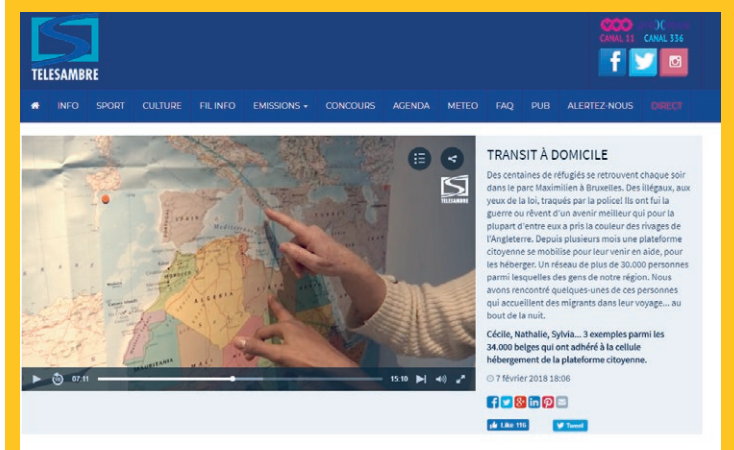 VOO
CANAL 11 CANAL 336
TELESAMBRE
INFO SPORT CULTURE FIL INFO EMISSIONS CONCOURS AGENDA METEO FAQ PUB ALERTEZ-NOUS DIRECT
TELESAMBRE
SPAIN
MOROCCO
ALGERIA
MAURITANIA
MALI
07:11 15:10
TRANSIT À DOMICILE
Des centaines de réfugiés se retrouvent chaque soir
dans le parc Maximilien à Bruxelles. Des illégaux, aux
yeux de la loi, traqués par la police! Ils ont fui la
guerre ou rêvent d'un avenir meilleur qui pour la
plupart d'entre eux a pris la couleur des rivages de
l'Angleterre. Depuis plusieurs mois une plateforme
citoyenne se mobilise pour leur venir en aide, pour
les héberger. Un réseau de plus de 30.000 personnes
parmi lesquelles des gens de notre région. Nous
avons rencontré quelques-unes de ces personnes
qui accueillent des migrants dans leur voyage... au
bout de la nuit.
Cécile, Nathalie, Sylvia... 3 exemples parmi les
34.000 belges qui ont adhéré à la cellule
hébergement de la plateforme citoyenne.
7 février 2018 18:06
Like 116 Tweet